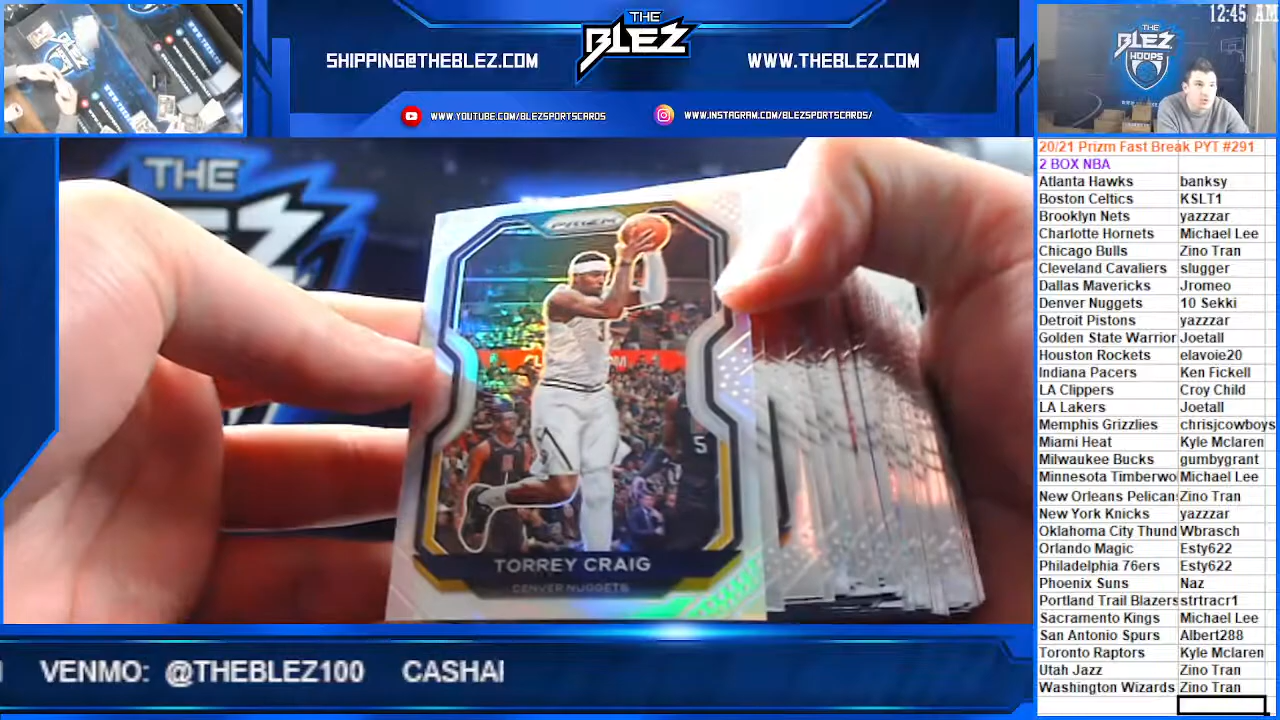 12:45 AM
THE
BLEZ
SHIPPING@THEBLEZ.COM
WWW.THEBLEZ.COM
WWW.YOUTUBE.COM/BLEZSPORTSCARDS
WWW.INSTAGRAM.COM/BLEZSPORTSCARDS/
THE
BLEZ
HOOPS
THE
PRIZM
5
TORREY CRAIG
DENVER NUGGETS
20/21 Prizm Fast Break PYT #291
2 BOX NBA
Atlanta Hawks banksy
Boston Celtics KSLT1
Brooklyn Nets yazzzar
Charlotte Hornets Michael Lee
Chicago Bulls Zino Tran
Cleveland Cavaliers slugger
Dallas Mavericks Jromeo
Denver Nuggets 10 Sekki
Detroit Pistons yazzzar
Golden State Warrior Joetall
Houston Rockets elavoie20
Indiana Pacers Ken Fickell
LA Clippers Croy Child
LA Lakers Joetall
Memphis Grizzlies chrisjcowboys
Miami Heat Kyle Mclaren
Milwaukee Bucks gumbygrant
Minnesota Timberwo Michael Lee
New Orleans Pelican Zino Tran
New York Knicks yazzzar
Oklahoma City Thund Wbrasch
Orlando Magic Esty622
Philadelphia 76ers Esty622
Phoenix Suns Naz
Portland Trail Blazers strtracr1
Sacramento Kings Michael Lee
San Antonio Spurs Albert288
Toronto Raptors Kyle Mclaren
Utah Jazz Zino Tran
Washington Wizards Zino Tran
VENMO: @THEBLEZ100 CASHA